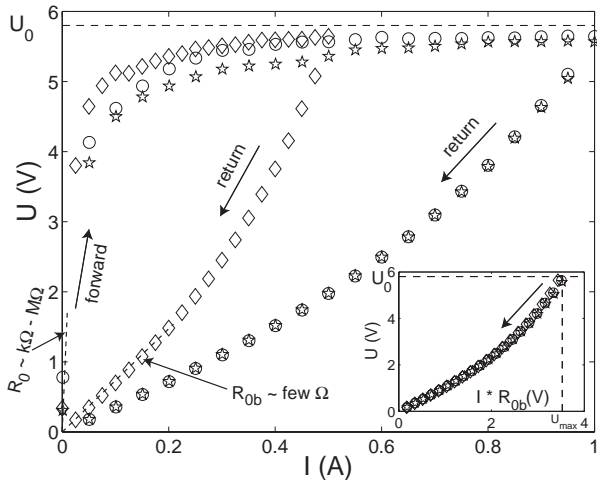 U₀
6
5
4
3
2
1
0
U (V)
0
0.2
0.4
0.6
0.8
1
I (A)
forward
return
return
R₀ ~ kΩ - MΩ
R₀b ~ few Ω
6
U₀
4
2
0
U (V)
0
2
4
I * R₀b(V)
Uₘₐₓ